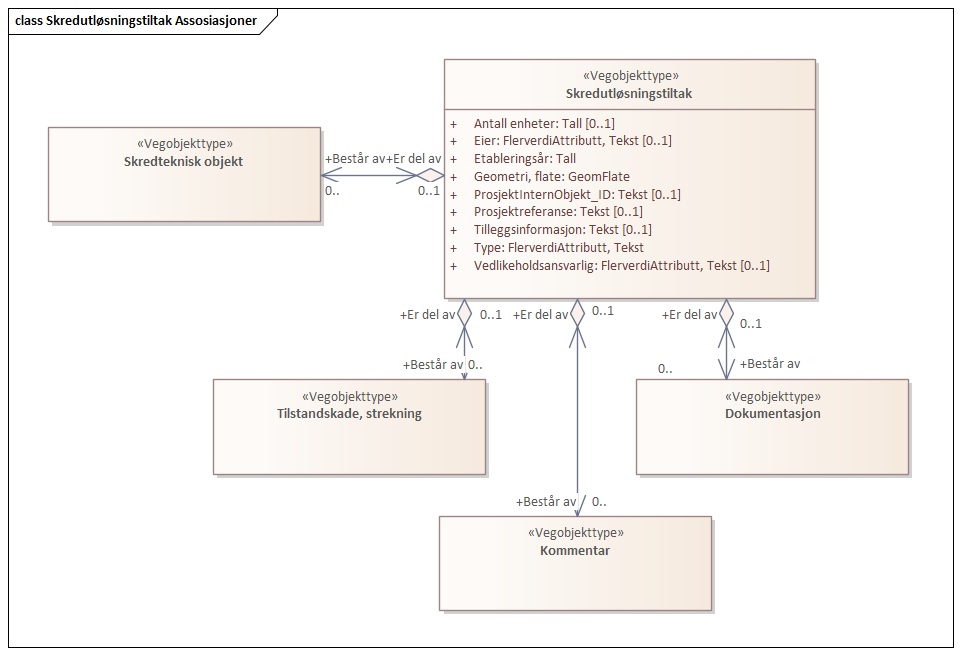 class Skredutløsningstiltak Assosiasjoner
«Vegobjekttype»
Skredutløsningstiltak
+ Antall enheter: Tall [0..1]
+ Eier: FlerverdiAttributt, Tekst [0..1]
+ Etableringsår: Tall
+ Geometri, flate: GeomFlate
+ ProsjektInternObjekt_ID: Tekst [0..1]
+ Prosjektreferanse: Tekst [0..1]
+ Tilleggsinformasjon: Tekst [0..1]
+ Type: FlerverdiAttributt, Tekst
+ Vedlikeholdsansvarlig: FlerverdiAttributt, Tekst [0..1]
«Vegobjekttype»
Skredteknisk objekt
+Består av +Er del av
0.. 0..1
+Er del av 0..1
+Består av 0..
«Vegobjekttype»
Tilstandskade, strekning
+Er del av 0..1
+Består av 0..
«Vegobjekttype»
Kommentar
+Er del av 0..1
0.. +Består av
«Vegobjekttype»
Dokumentasjon